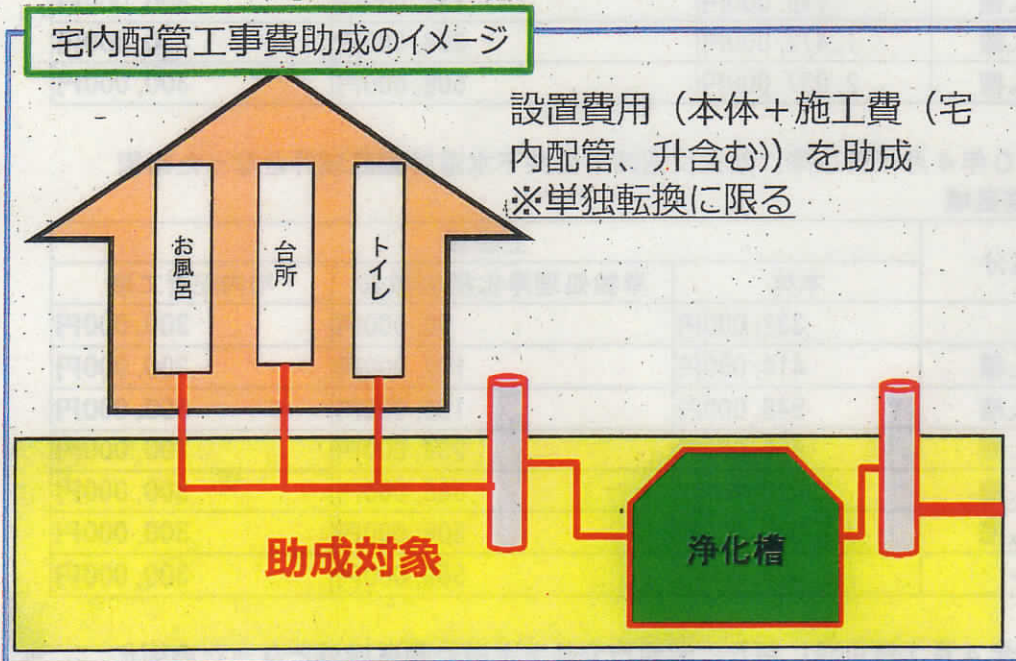 宅内配管工事費助成のイメージ
設置費用（本体＋施工費（宅
内配管、升含む））を助成
※単独転換に限る
お風呂
台所
トイレ
助成対象
浄化槽